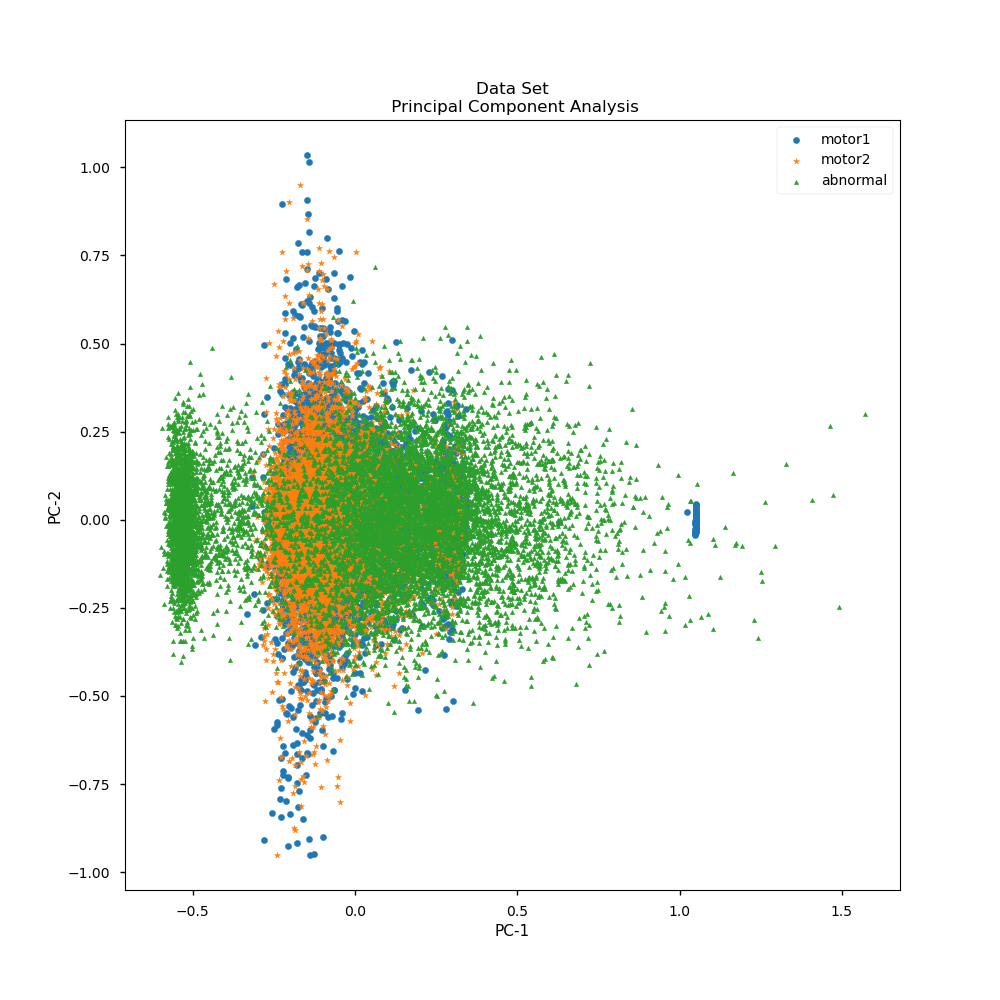 Data Set
Principal Component Analysis
motor1
motor2
abnormal
1.00
0.75
0.50
0.25
0.00
−0.25
−0.50
−0.75
−1.00
PC-2
−0.5
0.0
0.5
1.0
1.5
PC-1